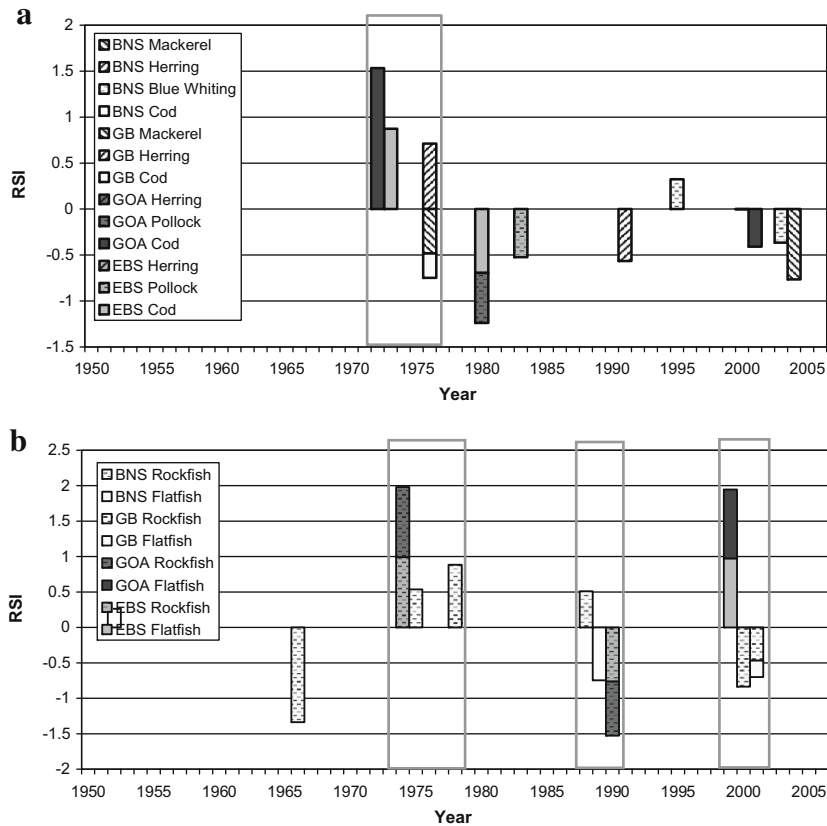 a
2
1.5
1
0.5
0
-0.5
-1
-1.5
RSI
BNS Mackerel
BNS Herring
BNS Blue Whiting
BNS Cod
GB Mackerel
GB Herring
GB Cod
GOA Herring
GOA Pollock
GOA Cod
EBS Herring
EBS Pollock
EBS Cod
1950 1955 1960 1965 1970 1975 1980 1985 1990 1995 2000 2005
Year
b
2.5
2
1.5
1
0.5
0
-0.5
-1
-1.5
-2
RSI
BNS Rockfish
BNS Flatfish
GB Rockfish
GB Flatfish
GOA Rockfish
GOA Flatfish
EBS Rockfish
EBS Flatfish
1950 1955 1960 1965 1970 1975 1980 1985 1990 1995 2000 2005
Year